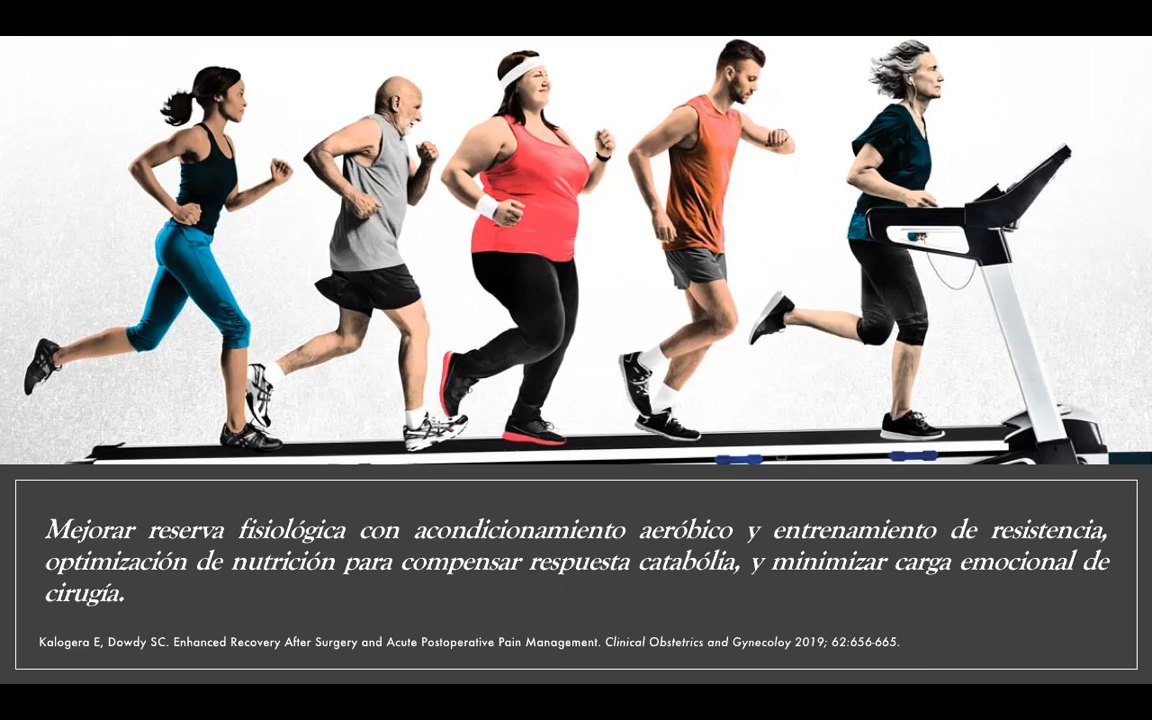 Mejorar reserva fisiológica con acondicionamiento aeróbico y entrenamiento de resistencia,
optimización de nutrición para compensar respuesta catabólia, y minimizar carga emocional de
cirugía.
Kalogera E, Dowdy SC. Enhanced Recovery After Surgery and Acute Postoperative Pain Management. Clinical Obstetrics and Gynecoloy 2019; 62:656-665.